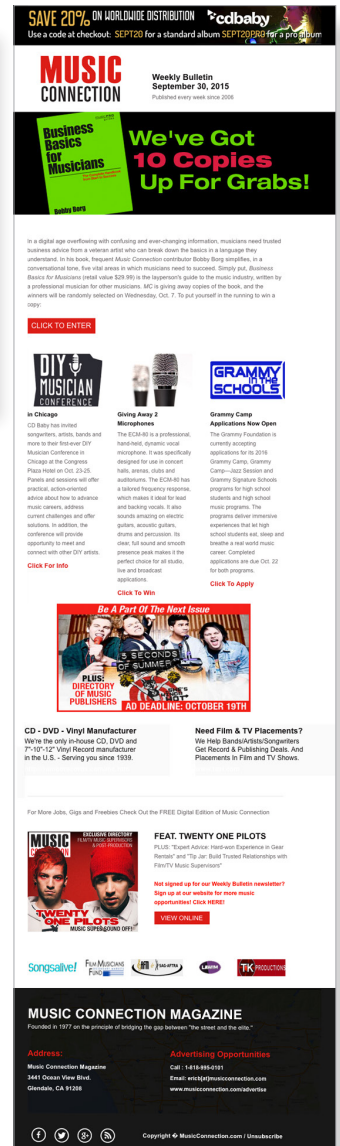 SAVE 20% ON WORLDWIDE DISTRIBUTION cdbaby
Use a code at checkout: SEPT20 for a standard album SEPT20PRO for a pro album
MUSIC
CONNECTION
Weekly Bulletin
September 30, 2015
Published every week since 2006
Business
Basics
for
Musicians
Bobby Borg
We've Got
10 Copies
Up For Grabs!
In a digital age overflowing with confusing and ever-changing information, musicians need trusted
business advice from a veteran artist who can break down the basics in a language they
understand. In his book, frequent Music Connection contributor Bobby Borg simplifies, in a
conversational tone, five vital areas in which musicians need to succeed. Simply put, Business
Basics for Musicians (retail value $29.99) is the layperson's guide to the music industry, written by
a professional musician for other musicians. MC is giving away copies of the book, and the
winners will be randomly selected on Wednesday, Oct. 7. To put yourself in the running to win a
copy:
CLICK TO ENTER
DIY
MUSICIAN
CONFERENCE
in Chicago
CD Baby has invited
songwriters, artists, bands and
more to their first-ever DIY
Musician Conference in
Chicago at the Congress
Plaza Hotel on Oct. 23-25.
Panels and sessions will offer
practical, action-oriented
advice about how to advance
music careers, address
current challenges and offer
solutions. In addition, the
conference will provide
opportunity to meet and
connect with other DIY artists.
Click For Info
Giving Away 2
Microphones
The ECM-60 is a professional,
hand-held, dynamic vocal
microphone. It was specifically
designed for use in concert
halls, arenas, clubs and
auditoriums. The ECM-60 has
a tailored frequency response,
which makes it ideal for lead
and backing vocals. It also
sounds amazing on electric
guitars, acoustic guitars,
drums and percussion. Its
clear, full sound and smooth
presence peak makes it the
perfect choice for all studio,
live and broadcast
applications.
Click To Win
GRAMMY
IN THE
SCHOOLS
Grammy Camp
Applications Now Open
The Grammy Foundation is
currently accepting
applications for its 2016
Grammy Camp, Grammy
Camp—Jazz Session and
Grammy Signature Schools
programs for high school
students and high school
music programs. The
programs deliver immersive
experiences that let high
school students eat, sleep and
breathe a real world music
career. Completed
applications are due Oct. 22
for both programs.
Click To Apply
Be A Part Of The Next Issue
5 SECONDS
OF SUMMER
PLUS:
DIRECTORY
OF MUSIC
PUBLISHERS
AD DEADLINE: OCTOBER 19TH
CD - DVD - Vinyl Manufacturer
We're the only in-house CD, DVD and
7"-10"-12" Vinyl Record manufacturer
in the U.S. - Serving you since 1939.
Need Film & TV Placements?
We Help Bands/Artists/Songwriters
Get Record & Publishing Deals. And
Placements In Film and TV Shows.
For More Jobs, Gigs and Freebies Check Out the FREE Digital Edition of Music Connection
MUSIC
EXCLUSIVE DIRECTORY
FILM/TV MUSIC, SUPERVISORS
& POST-PRODUCTION
TWENTY
ONE PILOTS
MUSIC SUPES SOUND OFF!
FEAT. TWENTY ONE PILOTS
PLUS: "Expert Advice: Hard-won Experience in Gear
Rentals" and "Tip Jar: Build Trusted Relationships with
Film/TV Music Supervisors"
Not signed up for our Weekly Bulletin newsletter?
Sign up at our website for more music
opportunities! Click HERE!
VIEW ONLINE
Songsalive!
FILM MUSICIANS
FUND
SAG-AFTRA
LAWIM
TK PRODUCTIONS
MUSIC CONNECTION MAGAZINE
Founded in 1977 on the principle of bridging the gap between "the street and the elite."
Address:
Music Connection Magazine
3441 Ocean View Blvd.
Glendale, CA 91208
Advertising Opportunities
Call : 1-818-995-0101
Email: ericb[at]musicconnection.com
www.musicconnection.com/advertise
Copyright � MusicConnection.com / Unsubscribe